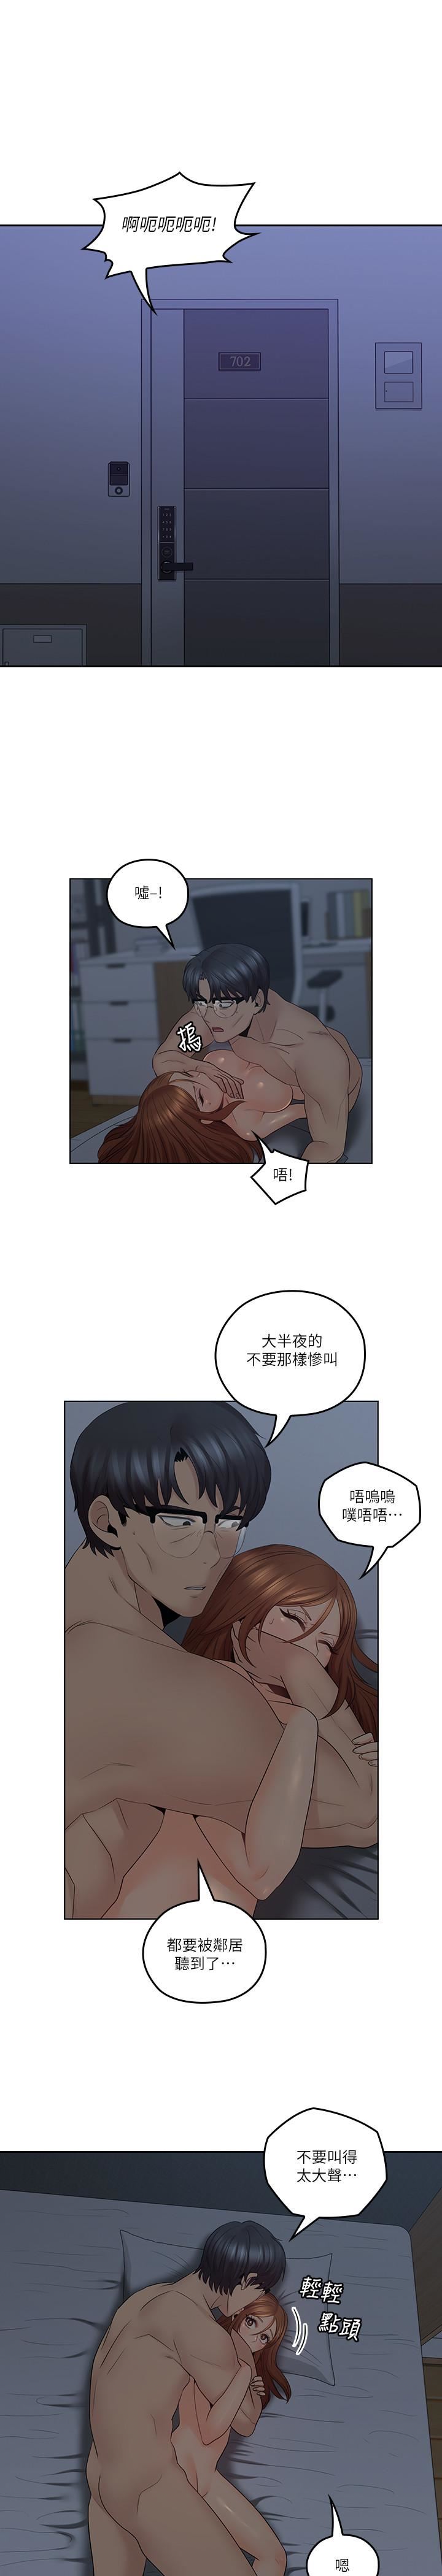 啊呃呃呃呃!
702
噓-!
摀
唔!
大半夜的
不要那樣慘叫
唔嗚嗚
噗唔唔…
都要被鄰居
聽到了…
不要叫得
太大聲…
輕輕
點頭
嗯